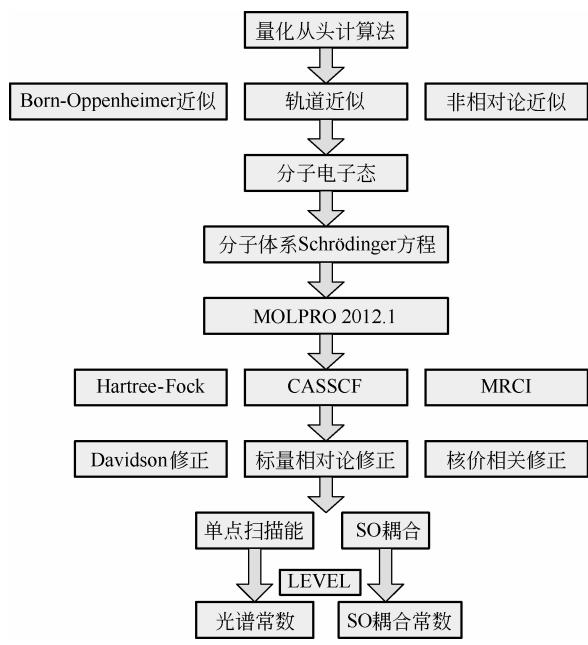 量化从头计算法
Born-Oppenheimer近似
轨道近似
非相对论近似
分子电子态
分子体系Schrödinger方程
MOLPRO 2012.1
Hartree-Fock
CASSCF
MRCI
Davidson修正
标量相对论修正
核价相关修正
单点扫描能
SO耦合
LEVEL
光谱常数
SO耦合常数